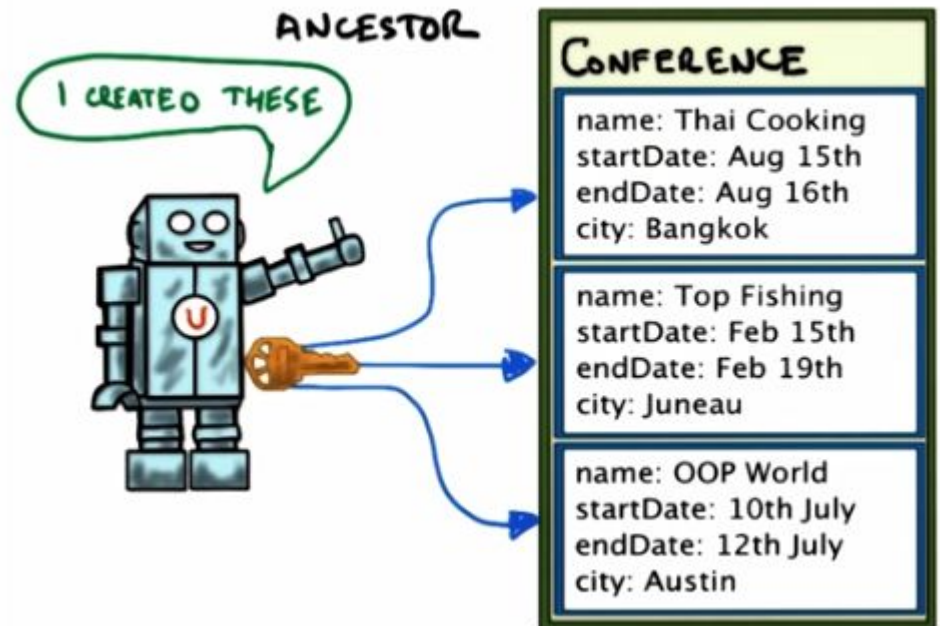 ANCESTOR
I CREATED THESE
U
CONFERENCE
name: Thai Cooking
startDate: Aug 15th
endDate: Aug 16th
city: Bangkok
name: Top Fishing
startDate: Feb 15th
endDate: Feb 19th
city: Juneau
name: OOP World
startDate: 10th July
endDate: 12th July
city: Austin